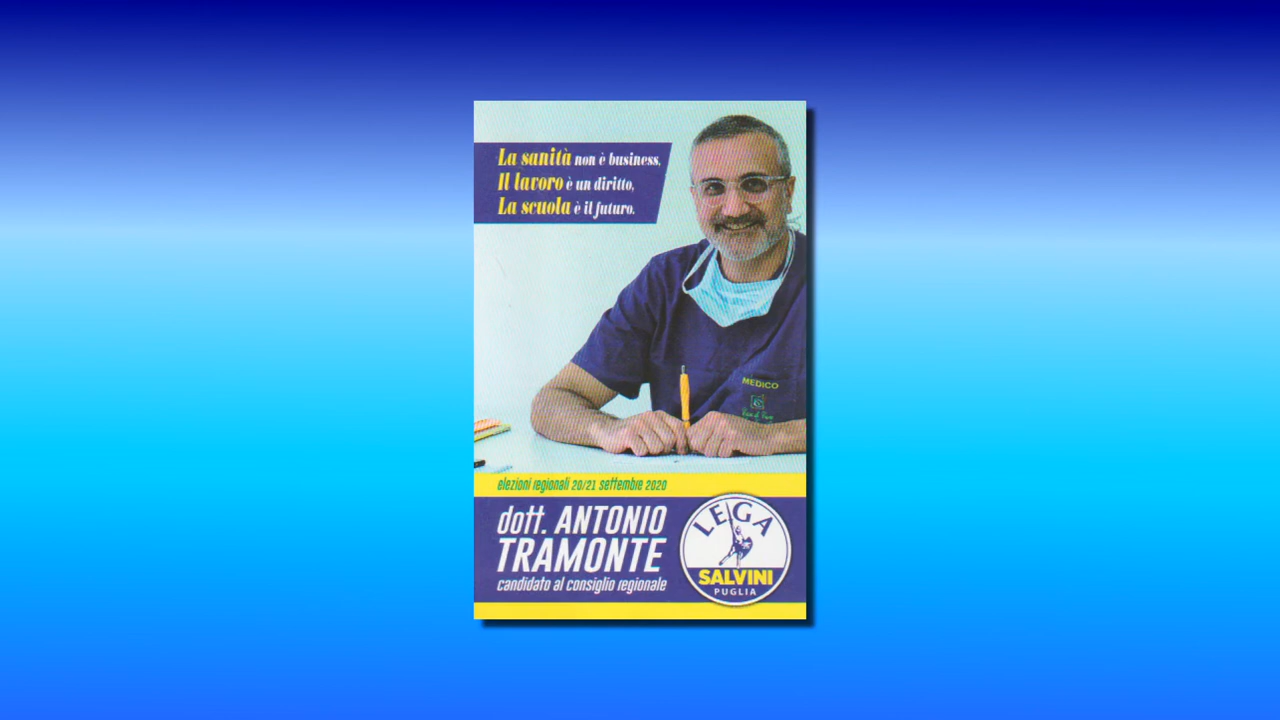 La sanità non è business,
Il lavoro è un diritto,
La scuola è il futuro.
MEDICO
elezioni regionali 20/21 settembre 2020
dott. ANTONIO
TRAMONTE
candidato al consiglio regionale
LEGA
SALVINI
PUGLIA